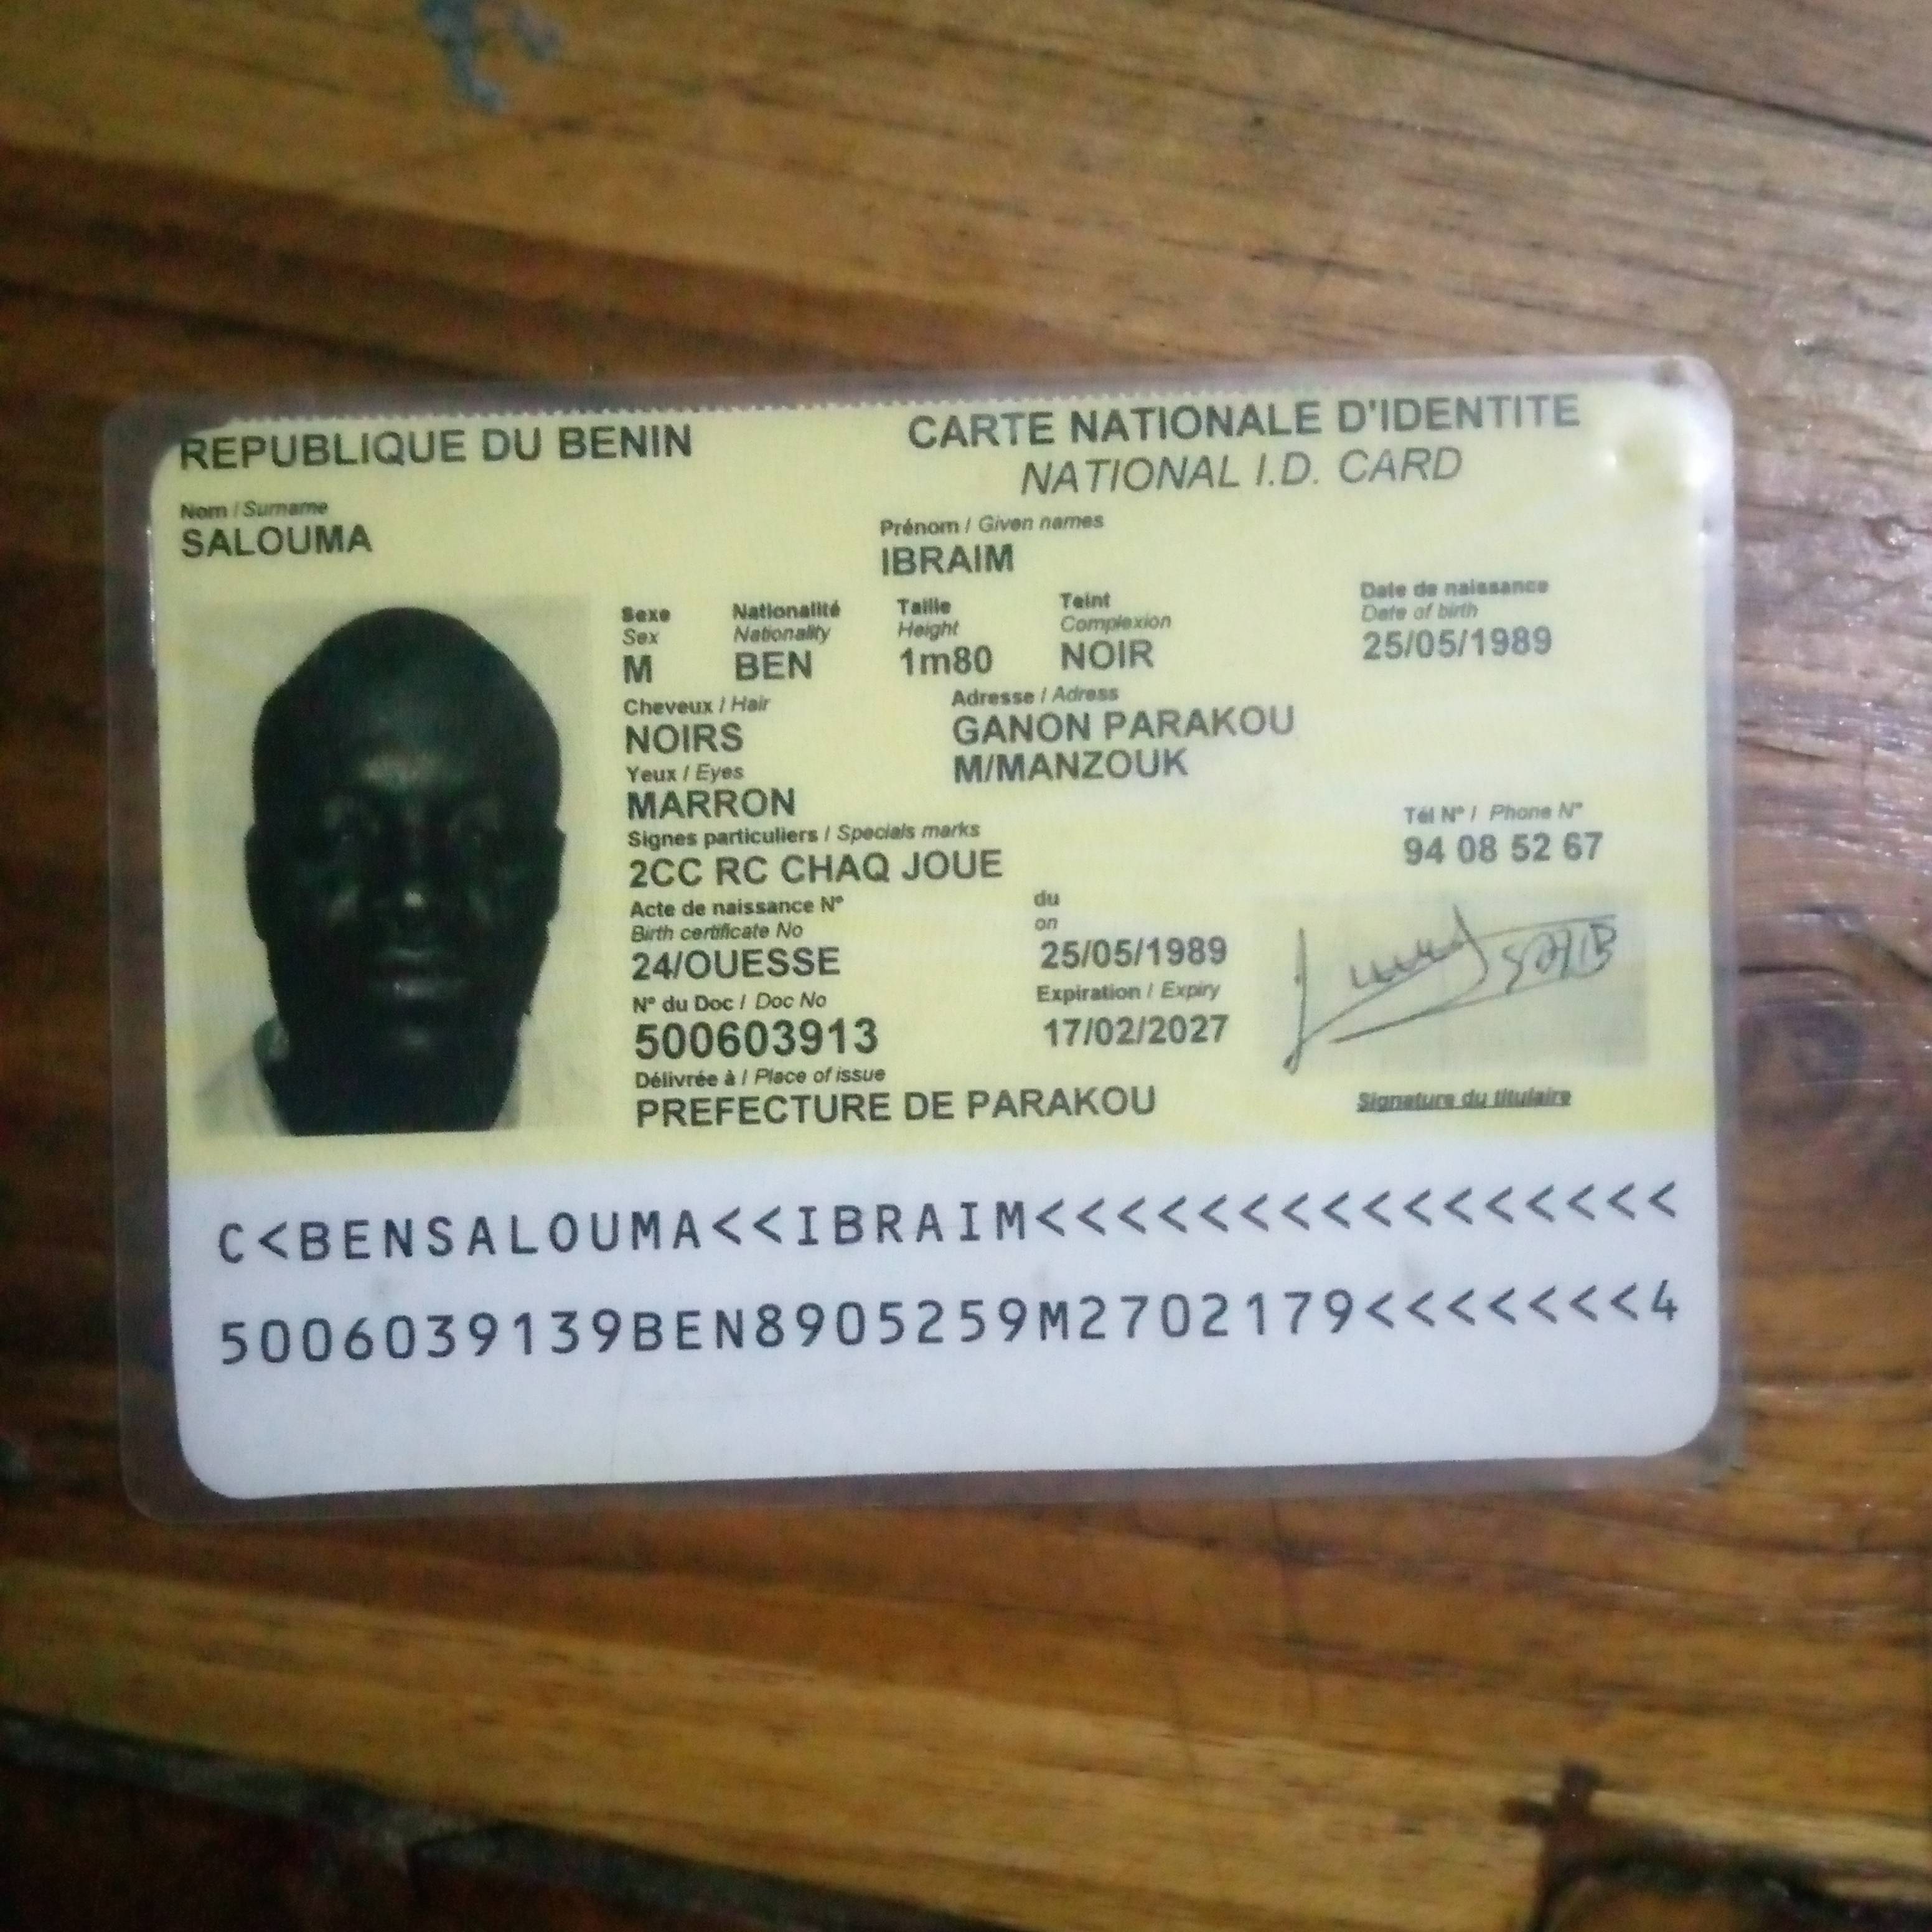 REPUBLIQUE DU BENIN
CARTE NATIONALE D'IDENTITE
NATIONAL I.D. CARD
Nom / Surname
SALOUMA
Prénom / Given names
IBRAIM
Sexe
Sex
M
Nationalité
Nationality
BEN
Taille
Height
1m80
Teint
Complexion
NOIR
Date de naissance
Date of birth
25/05/1989
Cheveux / Hair
NOIRS
Adresse / Adress
GANON PARAKOU
M/MANZOUK
Yeux / Eyes
MARRON
Signes particuliers / Specials marks
2CC RC CHAQ JOUE
Tél N° / Phone N°
94 08 52 67
Acte de naissance N°
Birth certificate No
24/OUESSE
du
on
25/05/1989
N° du Doc / Doc No
500603913
Expiration / Expiry
17/02/2027
Délivrée à / Place of issue
PREFECTURE DE PARAKOU
Signature du titulaire
C<BENSALOUMA<<IBRAIM<<<<<<<<<<<<<<<<
5006039139BEN8905259M2702179<<<<<<<4